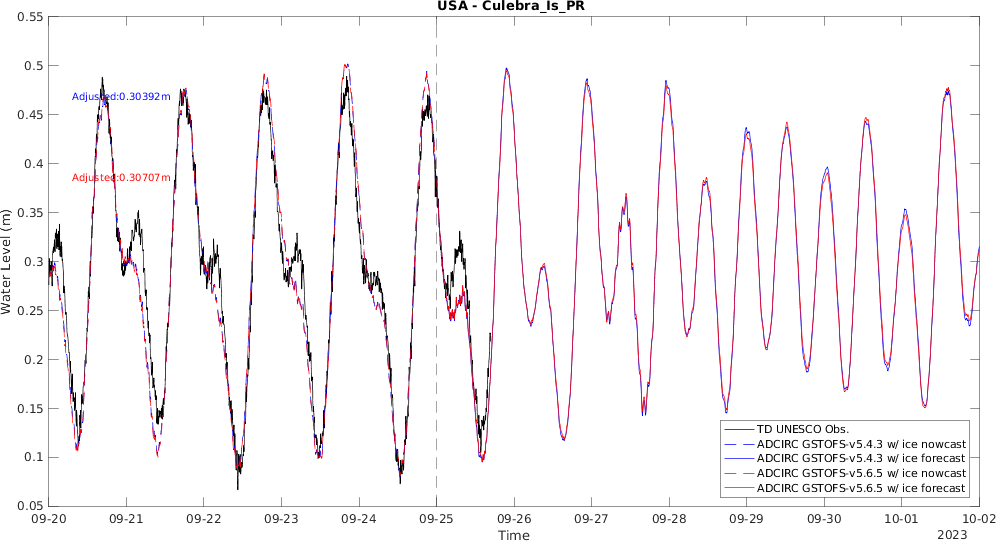 USA - Culebra_Is_PR
0.55
0.5
0.45
0.4
0.35
0.3
0.25
0.2
0.15
0.1
0.05
Water Level (m)
Adjusted:0.30392m
Adjusted:0.30707m
TD UNESCO Obs.
ADCIRC GSTOFS-v5.4.3 w/ ice nowcast
ADCIRC GSTOFS-v5.4.3 w/ ice forecast
ADCIRC GSTOFS-v5.6.5 w/ ice nowcast
ADCIRC GSTOFS-v5.6.5 w/ ice forecast
09-20 09-21 09-22 09-23 09-24 09-25 09-26 09-27 09-28 09-29 09-30 10-01 10-02
Time
2023